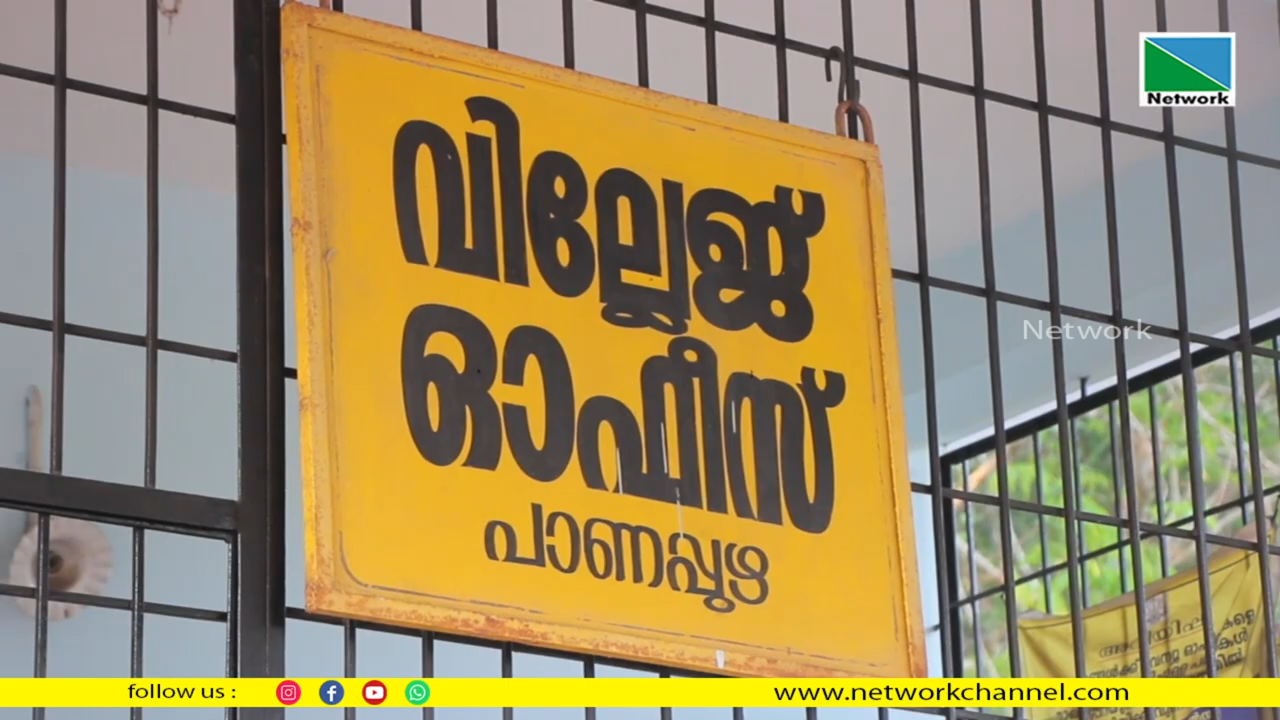 Network
വില്ലേജ്
ഓഫീസ്
പാണപ്പുഴ
Network
follow us :
www.networkchannel.com